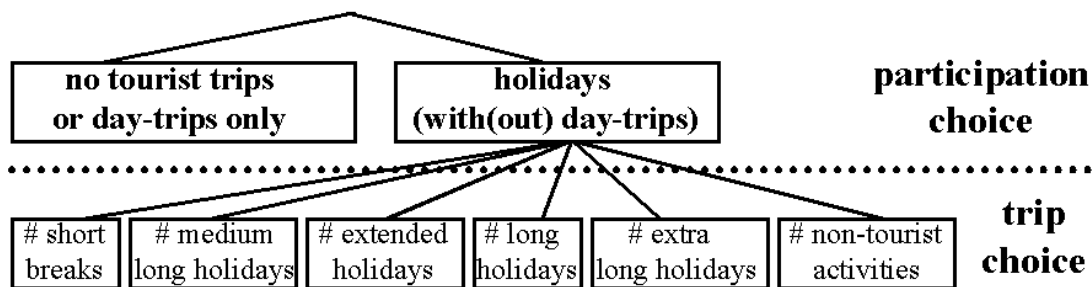 no tourist trips
or day-trips only
holidays
(with(out) day-trips)
participation
choice
# short
breaks
# medium
long holidays
# extended
holidays
# long
holidays
# extra
long holidays
# non-tourist
activities
trip
choice